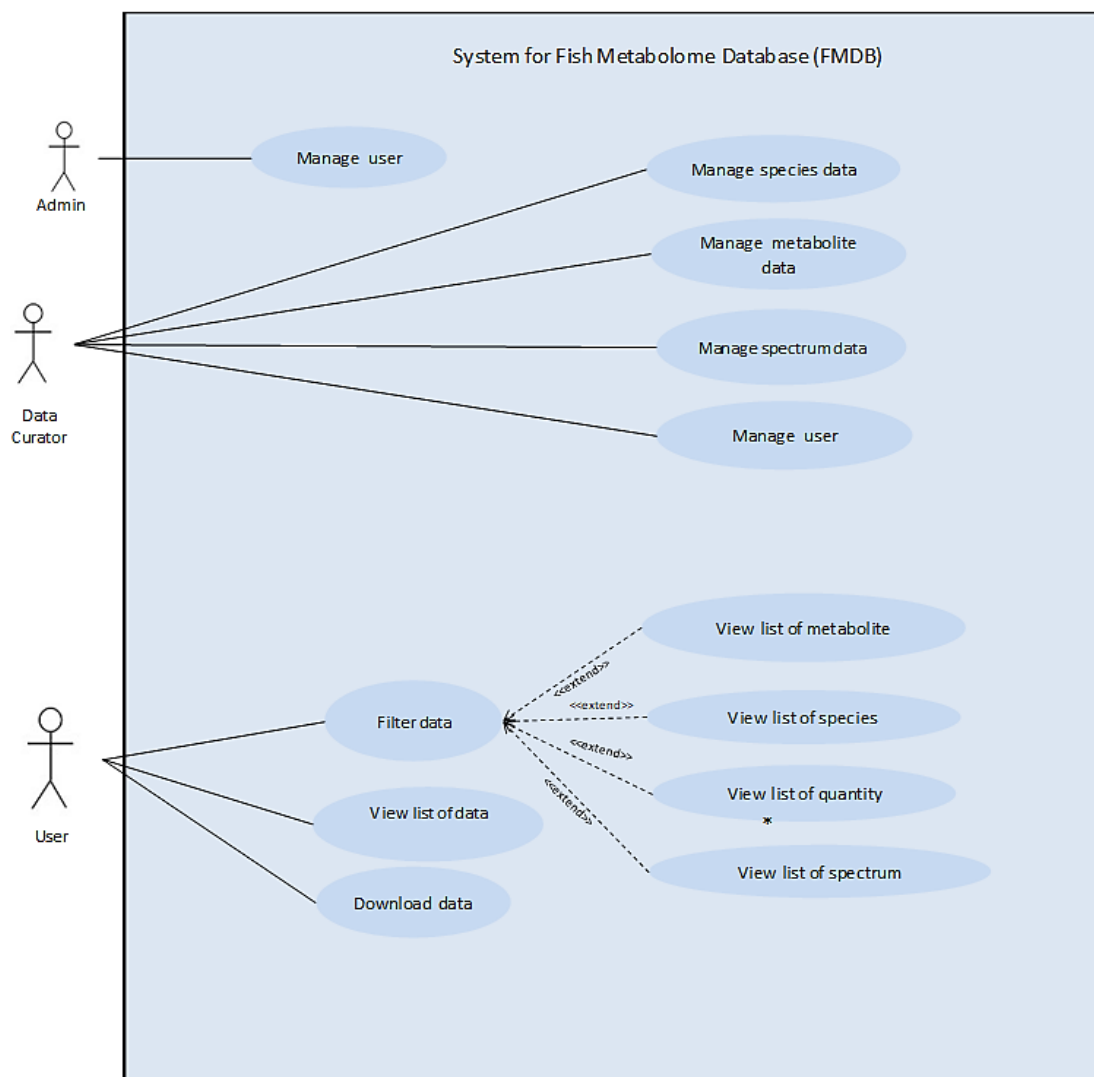 System for Fish Metabolome Database (FMDB)
Manage user
Admin
Manage species data
Manage metabolite
data
Manage spectrum data
Data
Curator
Manage user
View list of metabolite
<<extend>>
<<extend>>
View list of species
Filter data
<<extend>>
View list of quantity
*
<<extend>>
View list of data
User
View list of spectrum
Download data